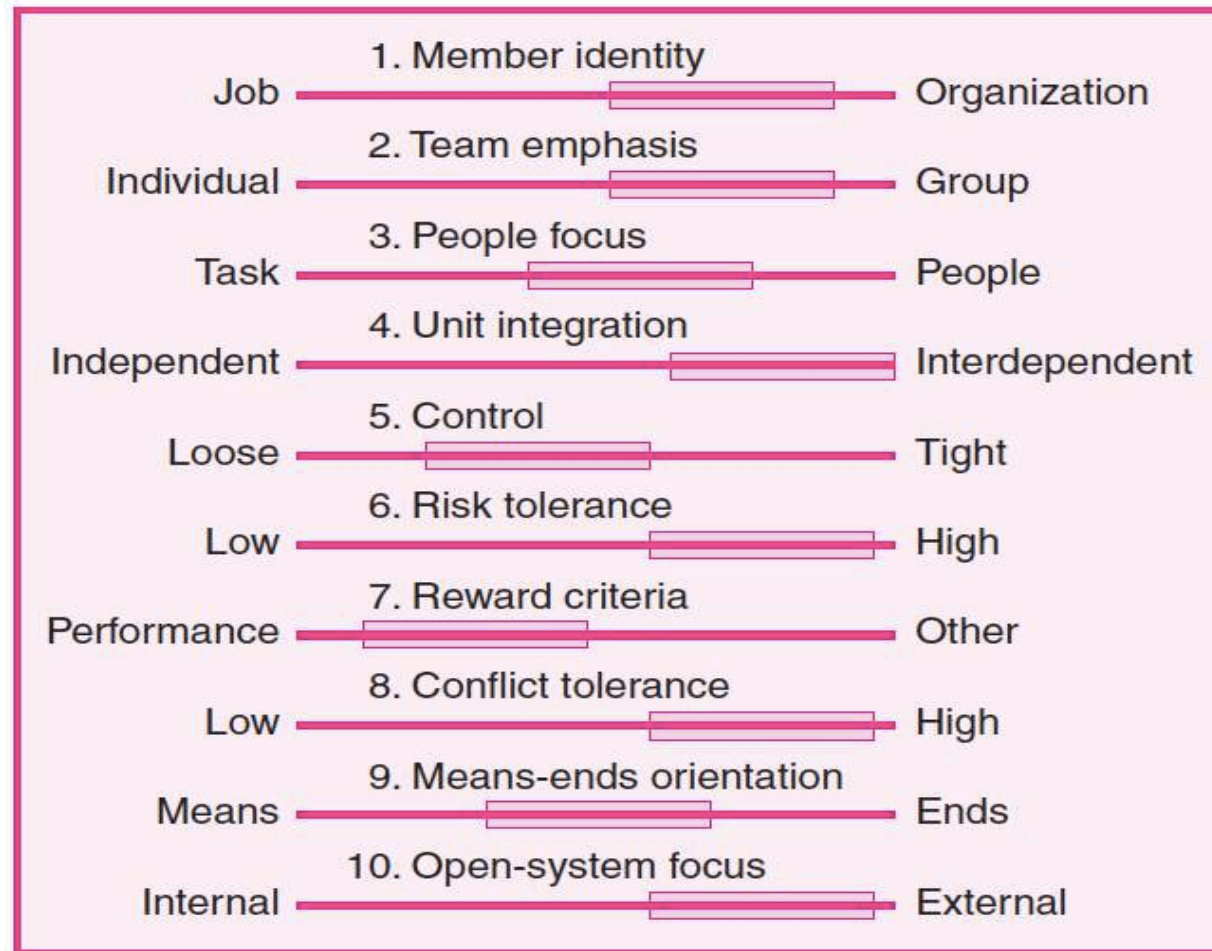 1. Member identity
Job Organization
2. Team emphasis
Individual Group
3. People focus
Task People
4. Unit integration
Independent Interdependent
5. Control
Loose Tight
6. Risk tolerance
Low High
7. Reward criteria
Performance Other
8. Conflict tolerance
Low High
9. Means-ends orientation
Means Ends
10. Open-system focus
Internal External